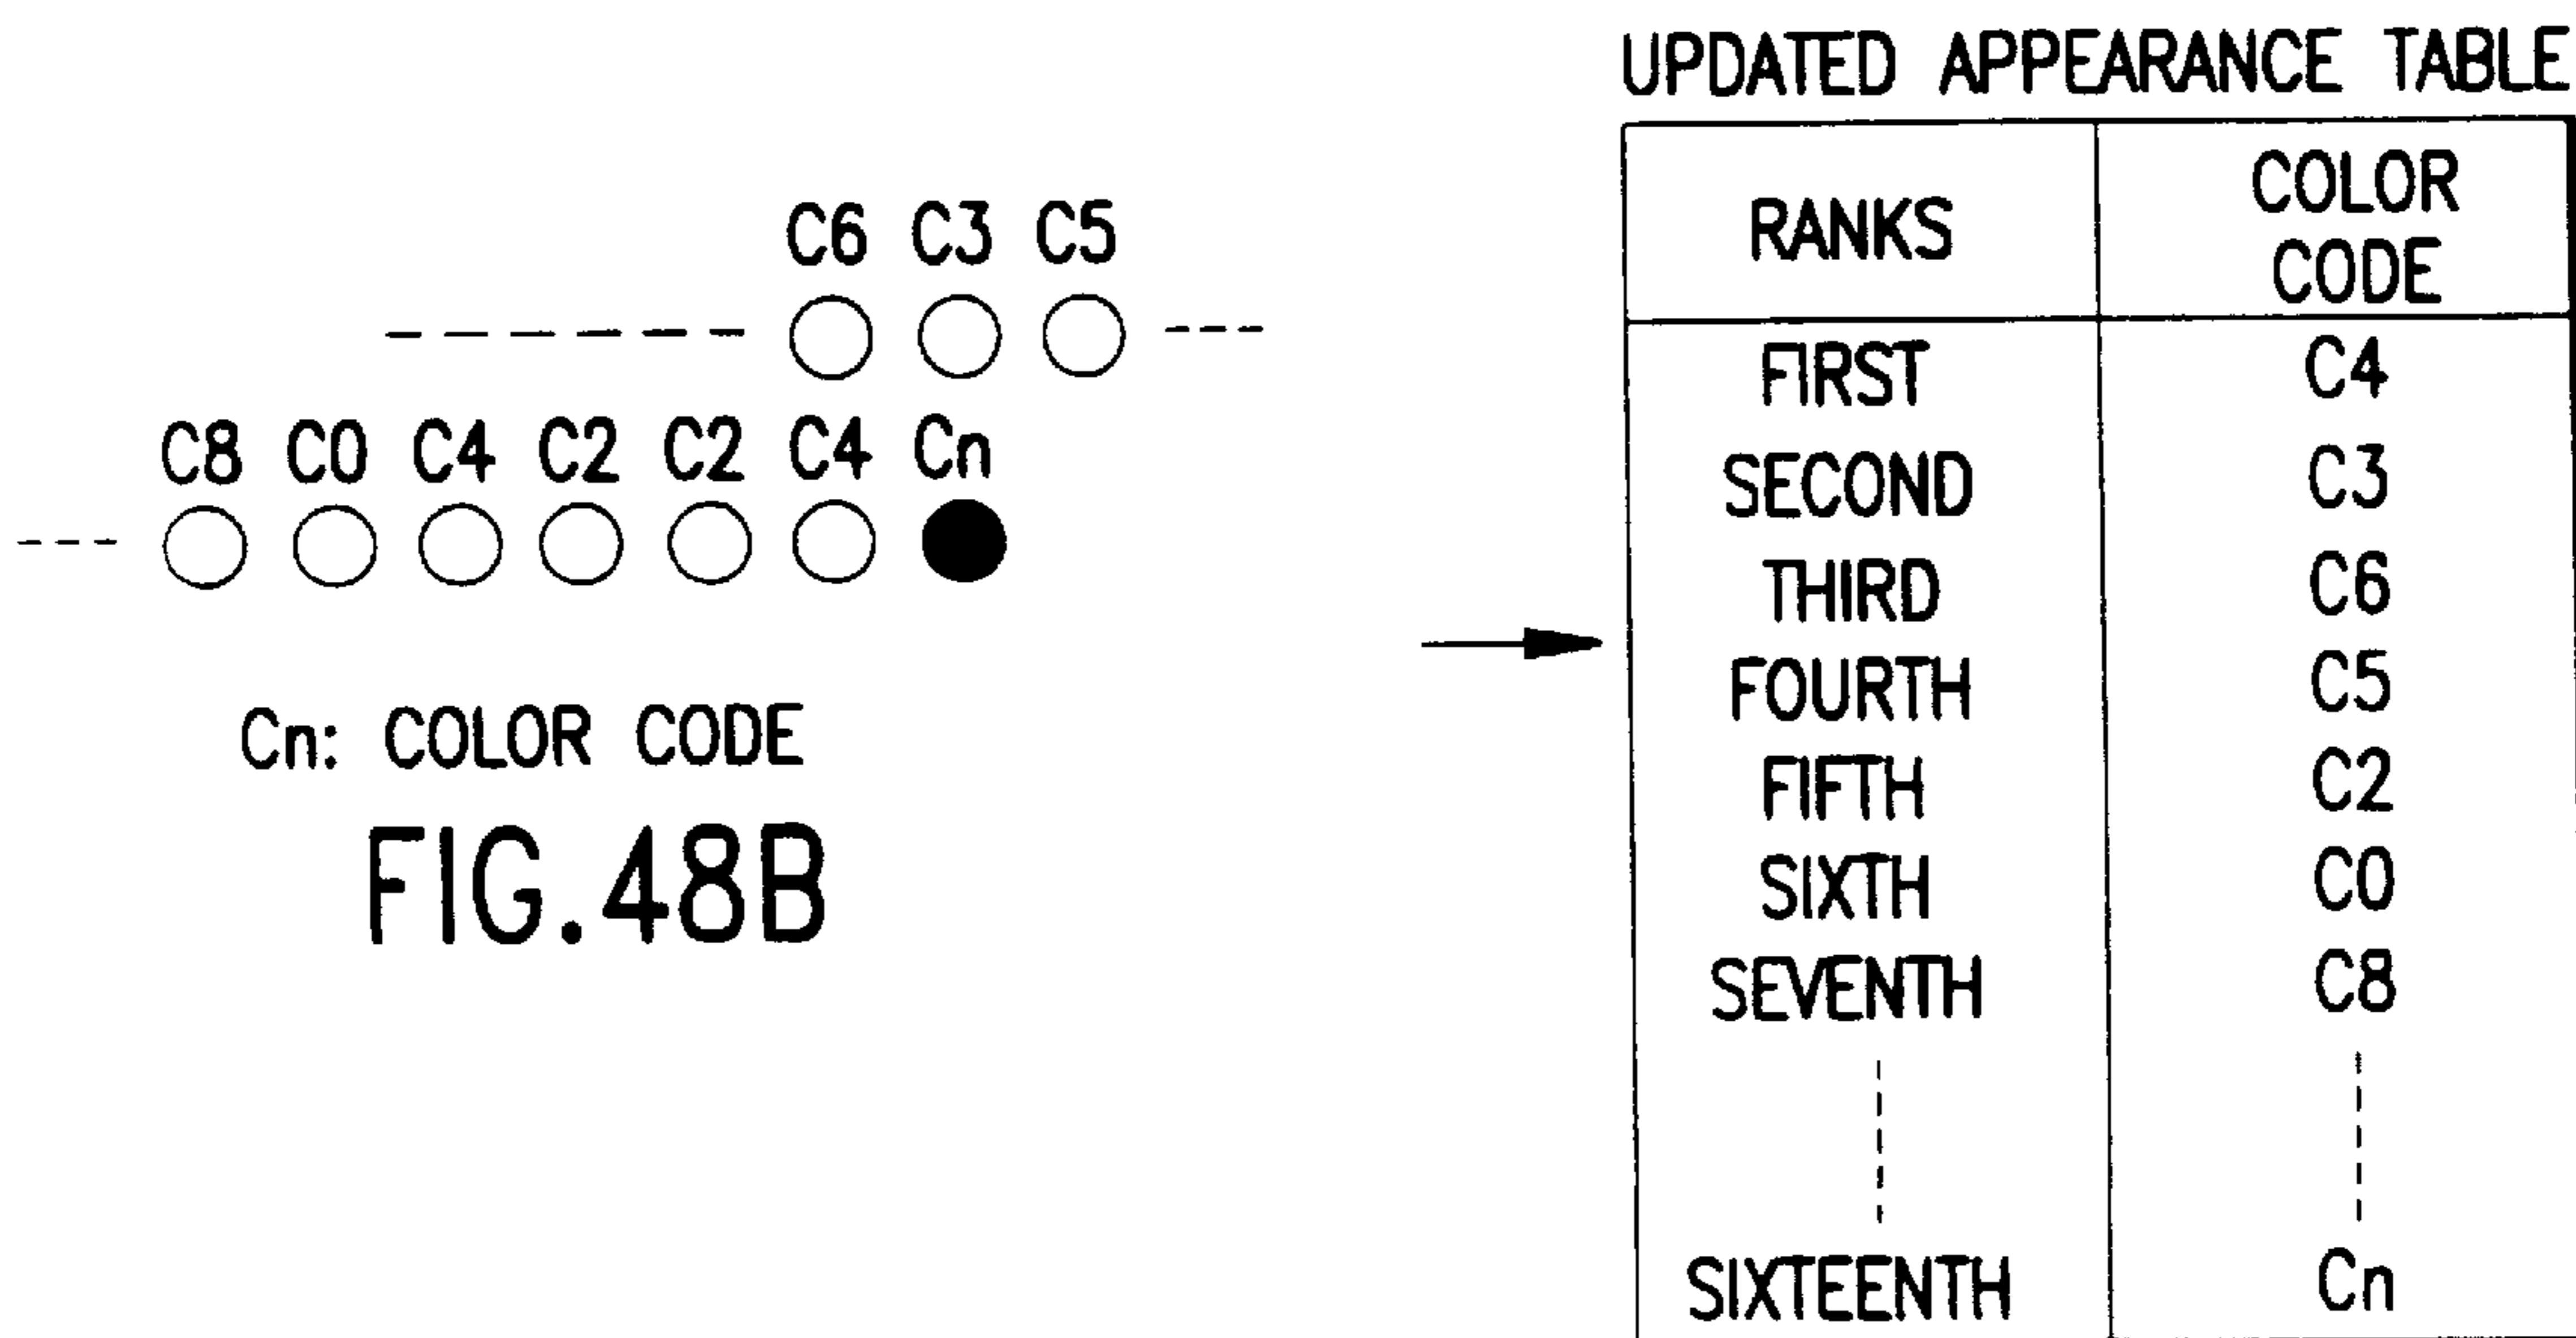 C6 C3 C5
C8 C0 C4 C2 C2 C4 Cn
Cn: COLOR CODE
FIG.48B
UPDATED APPEARANCE TABLE
RANKS COLOR CODE
FIRST C4
SECOND C3
THIRD C6
FOURTH C5
FIFTH C2
SIXTH C0
SEVENTH C8
SIXTEENTH Cn